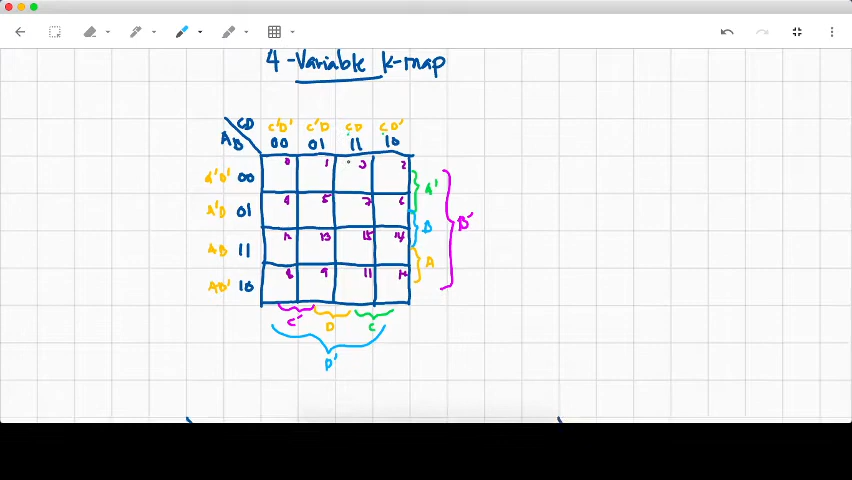 4-Variable k-map
CD
AB
C'D' C'D CD CD'
00 01 11 10
A'D' 00 0 1 3 2
A'
A'D 01 4 5 7 6
B B'
AB 11 12 13 15 14
A
AB' 10 8 9 11 10
C' D C
D'